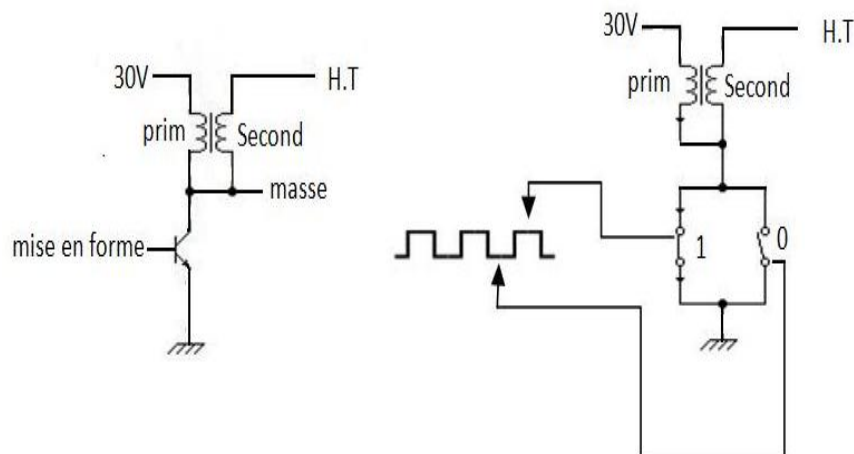 30V
H.T
prim
Second
masse
mise en forme
30V
H.T
prim
Second
1
0